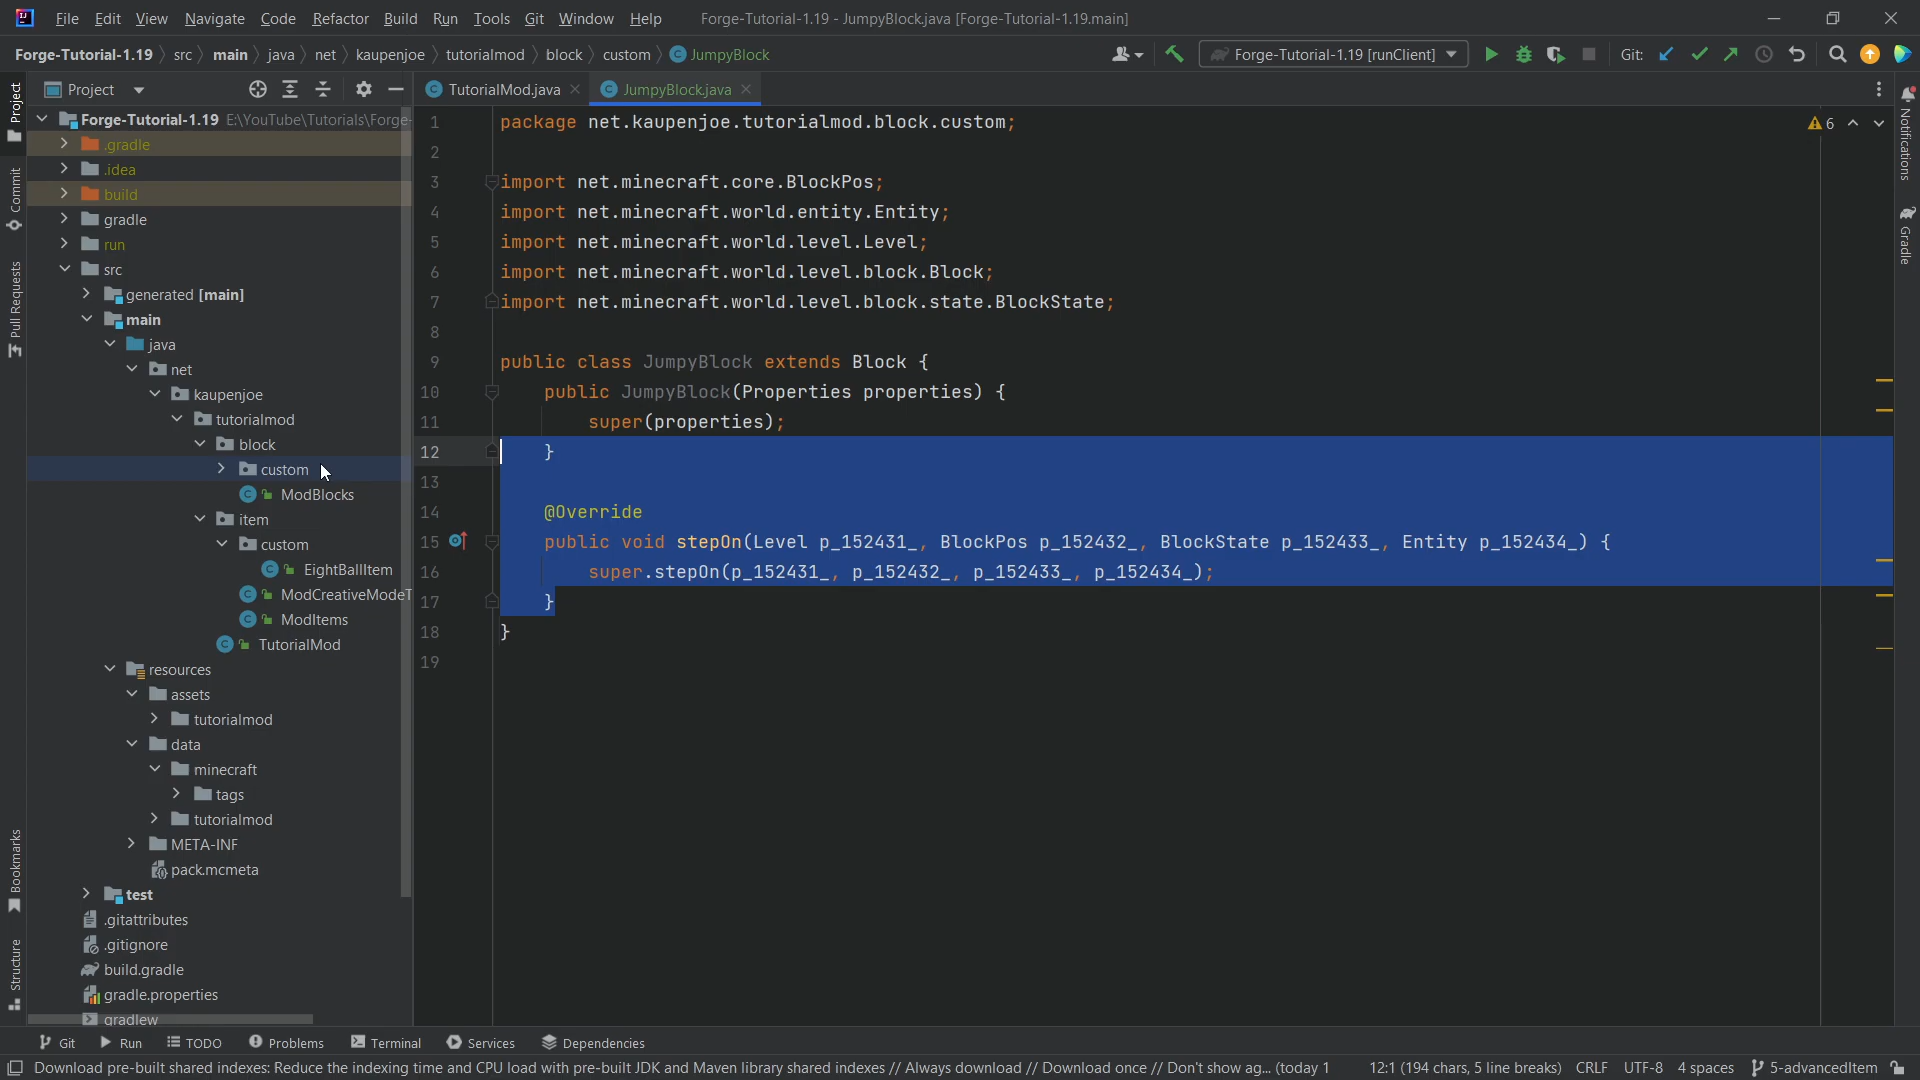 File Edit View Navigate Code Refactor Build Run Tools Git Window Help Forge-Tutorial-1.19 - JumpyBlock.java [Forge-Tutorial-1.19.main]
Forge-Tutorial-1.19 src main java net kaupenjoe tutorialmod block custom JumpyBlock Forge-Tutorial-1.19 [runClient] Git:
Project
TutorialMod.java JumpyBlock.java
Forge-Tutorial-1.19 E:\YouTube\Tutorials\Forge-
.gradle
.idea
build
gradle
run
src
generated [main]
main
java
net
kaupenjoe
tutorialmod
block
custom
ModBlocks
item
custom
EightBallItem
ModCreativeModeT
ModItems
TutorialMod
resources
assets
tutorialmod
data
minecraft
tags
tutorialmod
META-INF
pack.mcmeta
test
.gitattributes
.gitignore
build.gradle
gradle.properties
gradlew
1 package net.kaupenjoe.tutorialmod.block.custom;
2
3 import net.minecraft.core.BlockPos;
4 import net.minecraft.world.entity.Entity;
5 import net.minecraft.world.level.Level;
6 import net.minecraft.world.level.block.Block;
7 import net.minecraft.world.level.block.state.BlockState;
8
9 public class JumpyBlock extends Block {
10 public JumpyBlock(Properties properties) {
11 super(properties);
12 }
13
14 @Override
15 public void stepOn(Level p_152431_, BlockPos p_152432_, BlockState p_152433_, Entity p_152434_) {
16 super.stepOn(p_152431_, p_152432_, p_152433_, p_152434_);
17 }
18 }
19
6
Project
Commit
Pull Requests
Bookmarks
Structure
Notifications
Gradle
Git Run TODO Problems Terminal Services Dependencies
Download pre-built shared indexes: Reduce the indexing time and CPU load with pre-built JDK and Maven library shared indexes // Always download // Download once // Don't show ag... (today 1 12:1 (194 chars, 5 line breaks) CRLF UTF-8 4 spaces 5-advancedItem